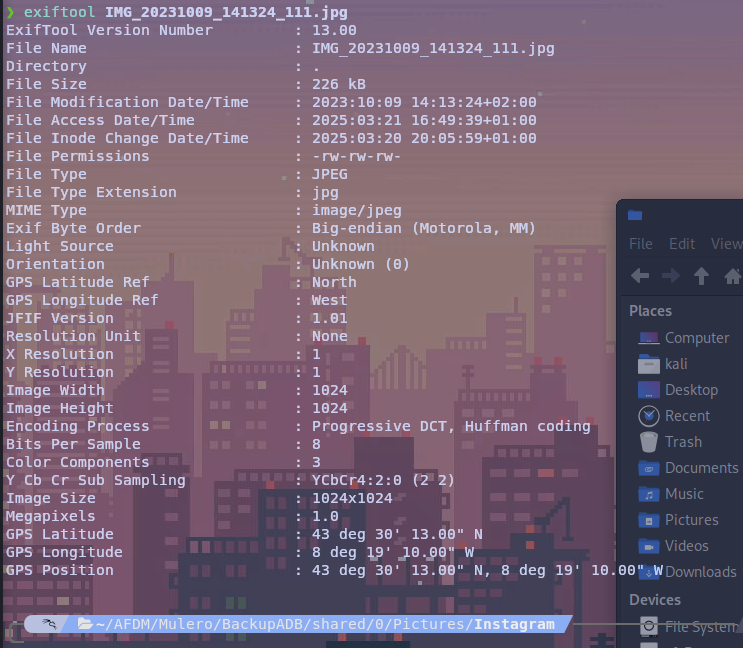 ❯ exiftool IMG_20231009_141324_111.jpg
ExifTool Version Number : 13.00
File Name : IMG_20231009_141324_111.jpg
Directory : .
File Size : 226 kB
File Modification Date/Time : 2023:10:09 14:13:24+02:00
File Access Date/Time : 2025:03:21 16:49:39+01:00
File Inode Change Date/Time : 2025:03:20 20:05:59+01:00
File Permissions : -rw-rw-rw-
File Type : JPEG
File Type Extension : jpg
MIME Type : image/jpeg
Exif Byte Order : Big-endian (Motorola, MM)
Light Source : Unknown
Orientation : Unknown (0)
GPS Latitude Ref : North
GPS Longitude Ref : West
JFIF Version : 1.01
Resolution Unit : None
X Resolution : 1
Y Resolution : 1
Image Width : 1024
Image Height : 1024
Encoding Process : Progressive DCT, Huffman coding
Bits Per Sample : 8
Color Components : 3
Y Cb Cr Sub Sampling : YCbCr4:2:0 (2 2)
Image Size : 1024x1024
Megapixels : 1.0
GPS Latitude : 43 deg 30' 13.00" N
GPS Longitude : 8 deg 19' 10.00" W
GPS Position : 43 deg 30' 13.00" N, 8 deg 19' 10.00" W
~/AFDM/Mulero/BackupADB/shared/0/Pictures/Instagram
File Edit View
Places
Computer
kali
Desktop
Recent
Trash
Documents
Music
Pictures
Videos
Downloads
Devices
File System